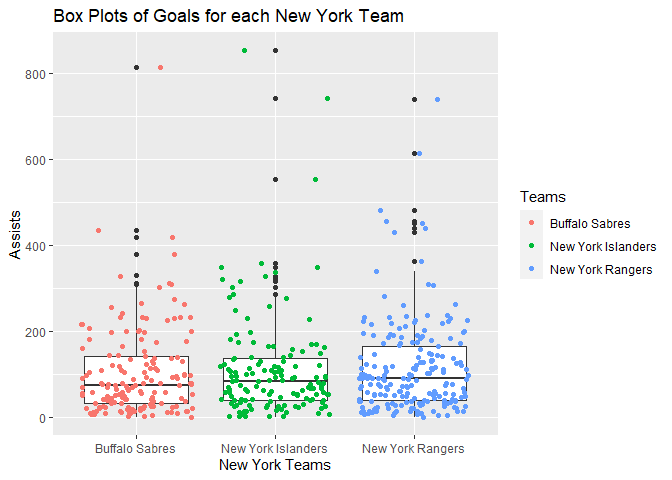 Box Plots of Goals for each New York Team
Assists
800
600
400
200
0
Buffalo Sabres New York Islanders New York Rangers
New York Teams
Teams
Buffalo Sabres
New York Islanders
New York Rangers